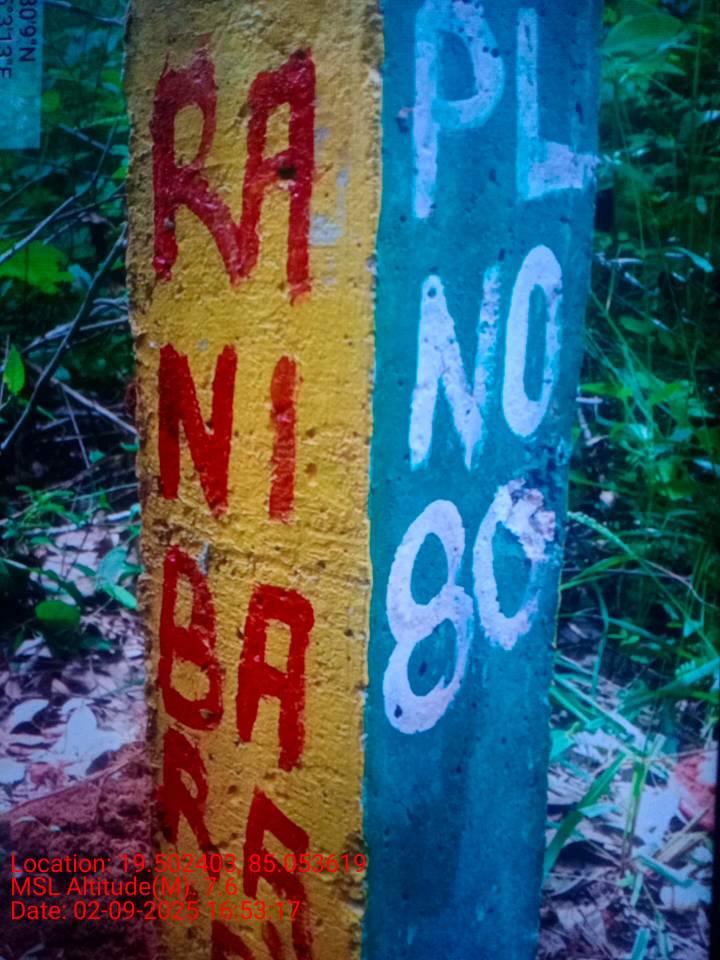 RA
NI
BA
RA
PL
NO
80
Location: 19.502403, 85.053619
MSL Altitude(M): 7.6
Date: 02-09-2025 16:53:17